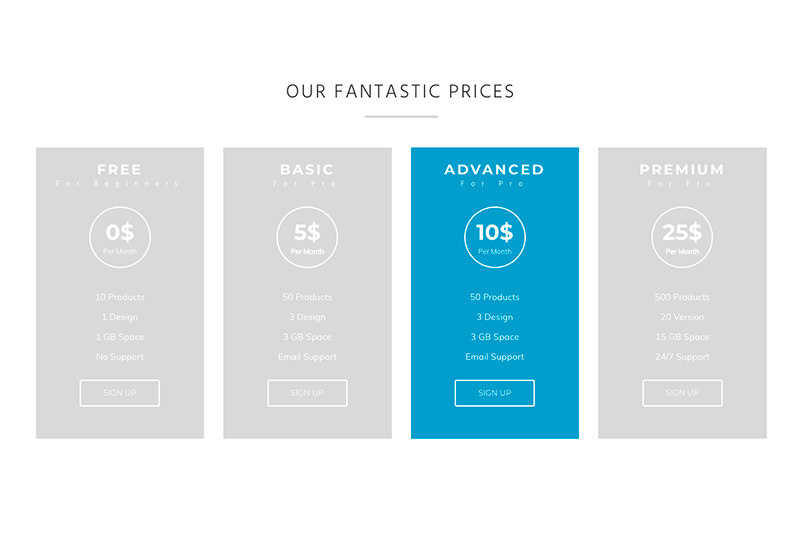 OUR FANTASTIC PRICES
FREE
For Beginners
0$
Per Month
10 Products
1 Design
1 GB Space
No Support
SIGN UP
BASIC
For Pro
5$
Per Month
50 Products
3 Design
3 GB Space
Email Support
SIGN UP
ADVANCED
For Pro
10$
Per Month
50 Products
3 Design
3 GB Space
Email Support
SIGN UP
PREMIUM
For Pro
25$
Per Month
500 Products
20 Version
15 GB Space
24/7 Support
SIGN UP